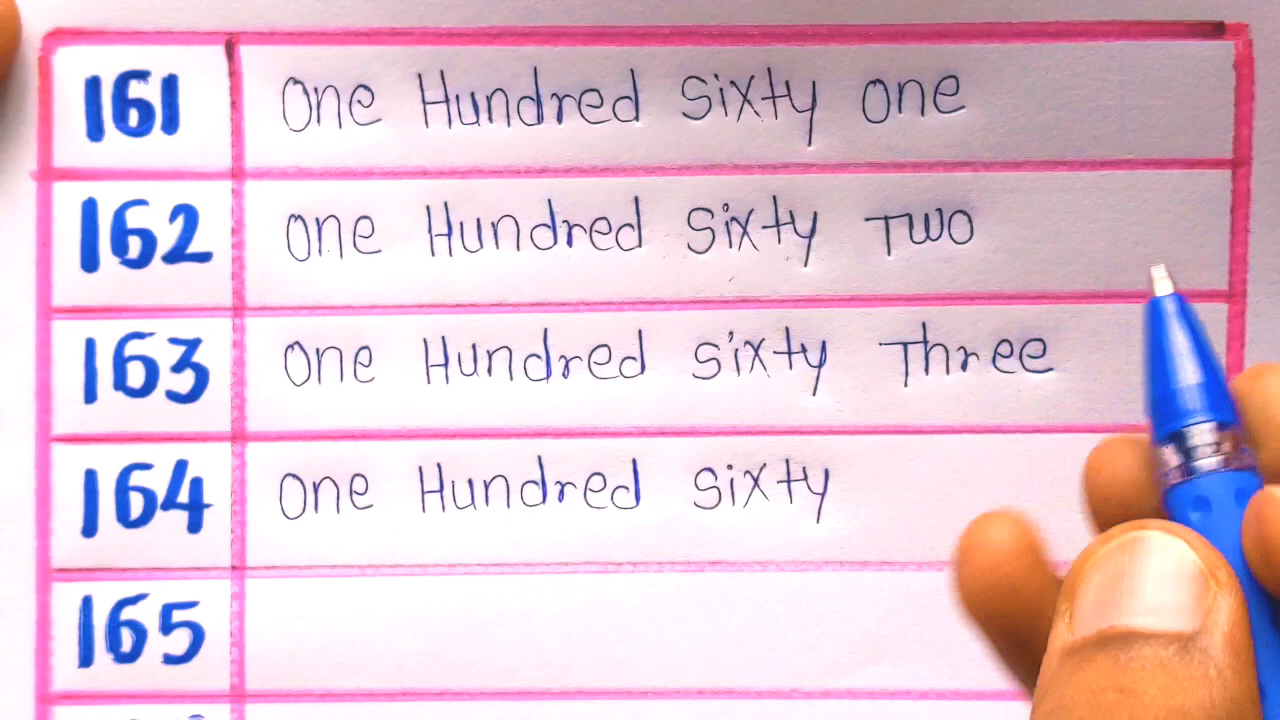 161 One Hundred Sixty One
162 One Hundred Sixty Two
163 One Hundred Sixty Three
164 One Hundred Sixty
165